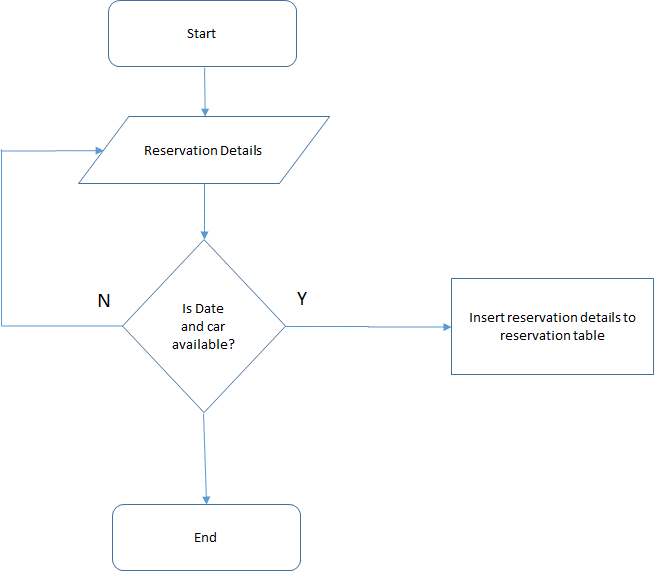 Start
Reservation Details
N
Y
Is Date
and car
available?
Insert reservation details to
reservation table
End